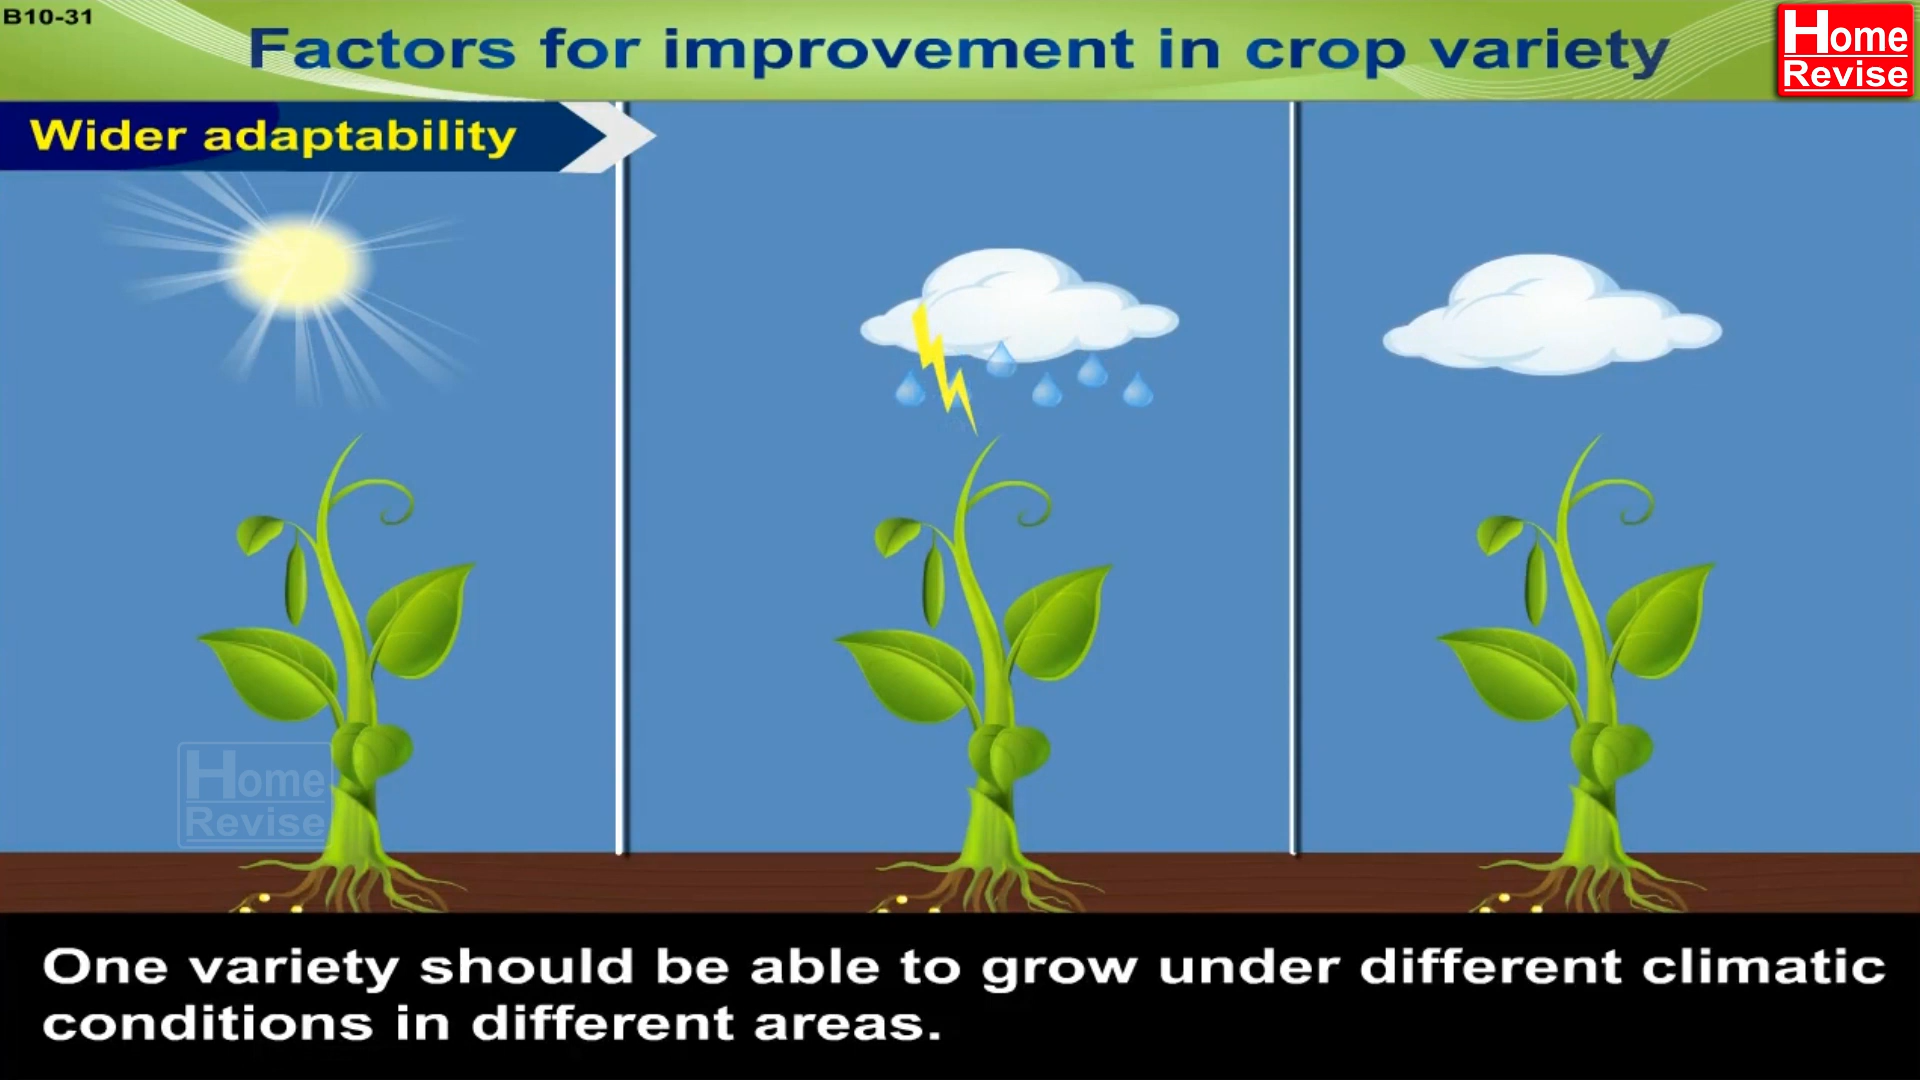 B10-31
Factors for improvement in crop variety
Home
Revise
Wider adaptability
Home
Revise
One variety should be able to grow under different climatic
conditions in different areas.